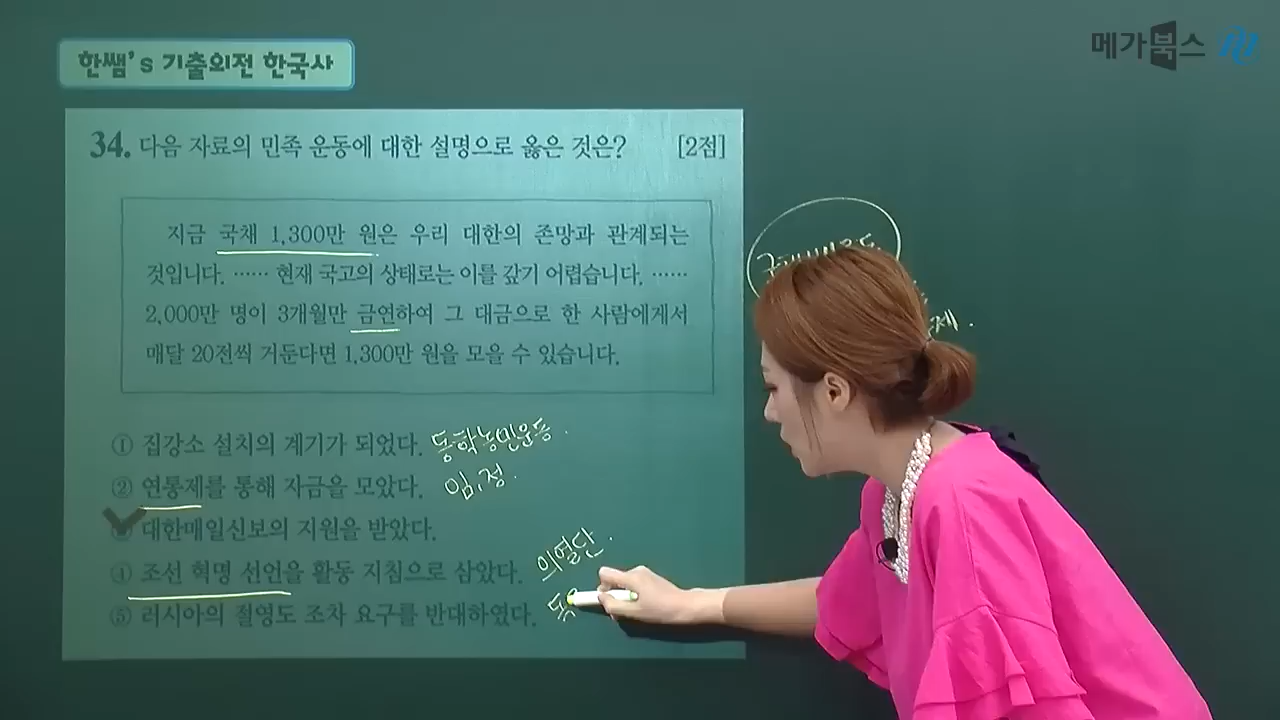 한쌤's 기출의전 한국사
메가북스
34. 다음 자료의 민족 운동에 대한 설명으로 옳은 것은? [2점]
지금 국채 1,300만 원은 우리 대한의 존망과 관계되는
것입니다. …… 현재 국고의 상태로는 이를 갚기 어렵습니다. ……
2,000만 명이 3개월만 금연하여 그 대금으로 한 사람에게서
매달 20전씩 거둔다면 1,300만 원을 모을 수 있습니다.
① 집강소 설치의 계기가 되었다. 동학농민운동.
② 연통제를 통해 자금을 모았다. 임.정.
대한매일신보의 지원을 받았다.
④ 조선 혁명 선언을 활동 지침으로 삼았다. 의열단.
⑤ 러시아의 절영도 조차 요구를 반대하였다.